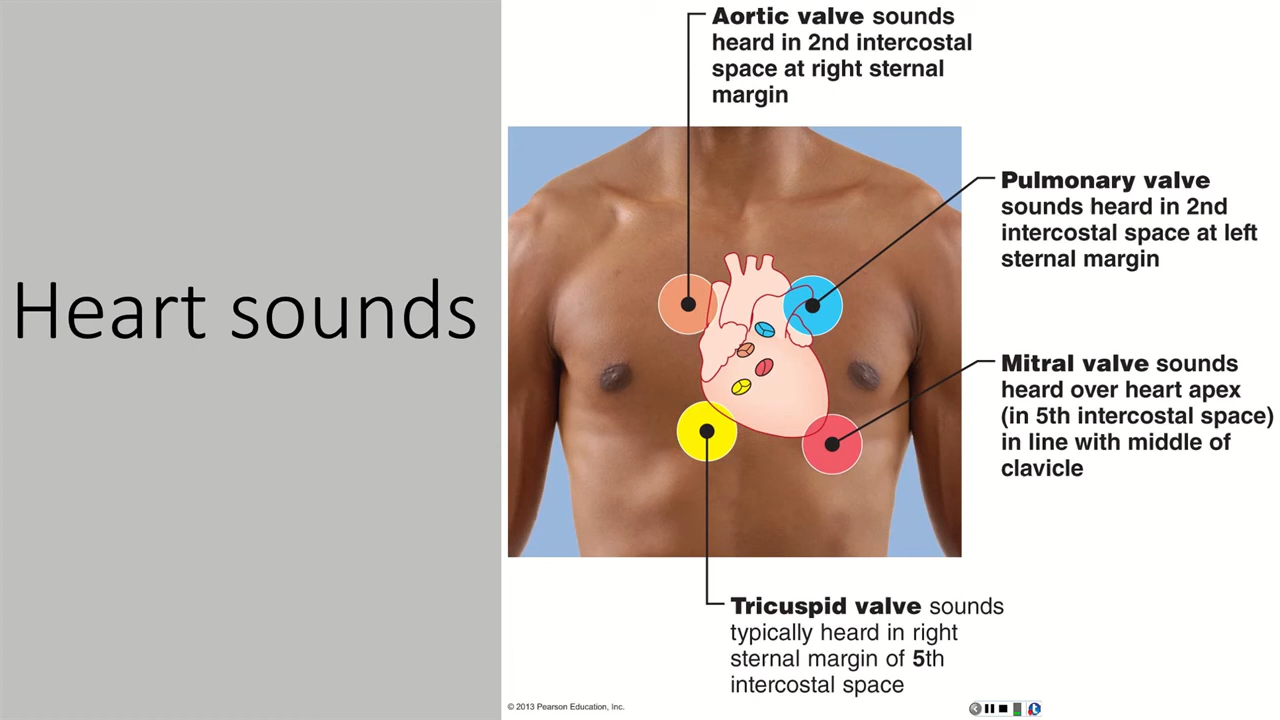 Heart sounds
Aortic valve sounds
heard in 2nd intercostal
space at right sternal
margin
Pulmonary valve
sounds heard in 2nd
intercostal space at left
sternal margin
Mitral valve sounds
heard over heart apex
(in 5th intercostal space)
in line with middle of
clavicle
Tricuspid valve sounds
typically heard in right
sternal margin of 5th
intercostal space
© 2013 Pearson Education, Inc.